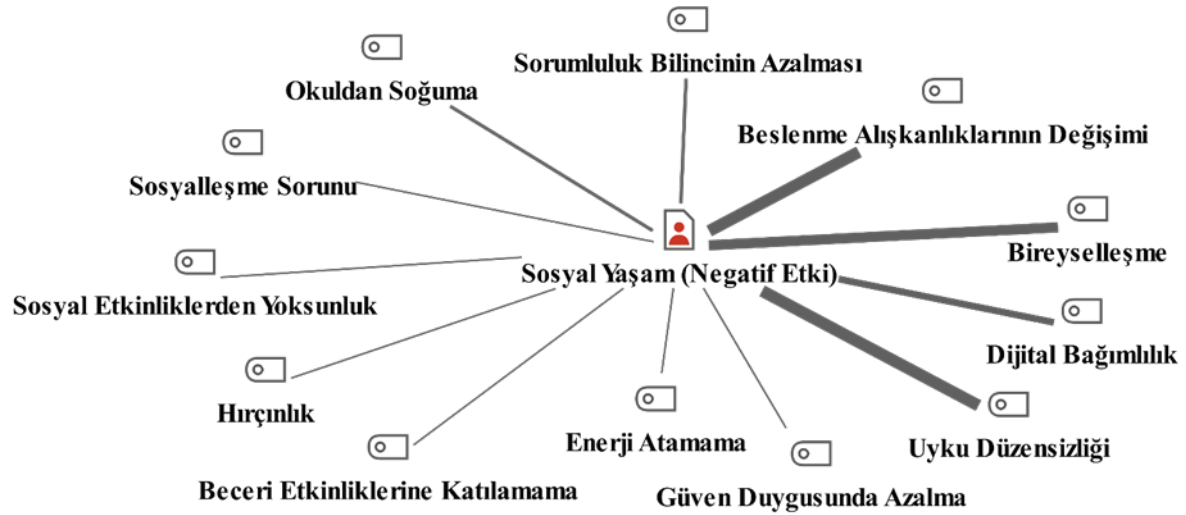 Sorumluluk Bilincinin Azalması
Okuldan Soğuma
Beslenme Alışkanlıklarının Değişimi
Sosyalleşme Sorunu
Bireyselleşme
Sosyal Yaşam (Negatif Etki)
Sosyal Etkinliklerden Yoksunluk
Dijital Bağımlılık
Hırçınlık
Enerji Atamama
Uyku Düzensizliği
Beceri Etkinliklerine Katılamama
Güven Duygusunda Azalma